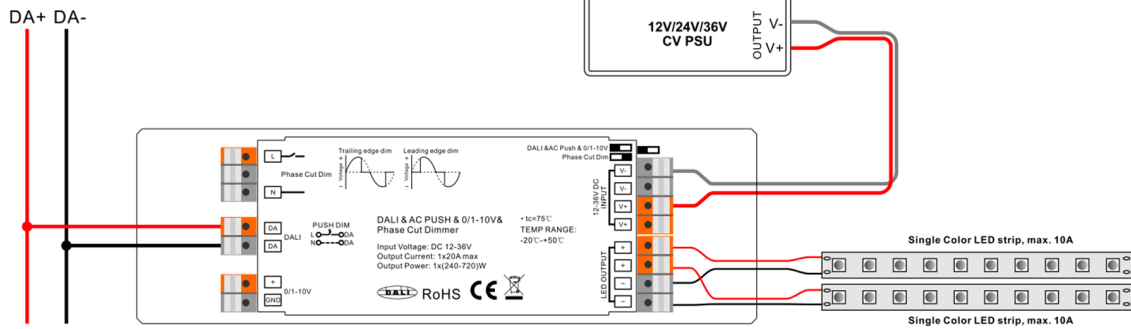 DA+ DA-
12V/24V/36V
CV PSU
OUTPUT
V-
V+
Trailing edge dim
Leading edge dim
Voltage
+
-
Voltage
+
-
L
Phase Cut Dim
N
DALI &AC Push & 0/1-10V
Phase Cut Dim
V-
V-
V+
V+
12-36V DC
INPUT
DA
DA
DALI
PUSH DIM
L DA
N DA
DALI & AC PUSH & 0/1-10V&
Phase Cut Dimmer
Input Voltage: DC 12-36V
Output Current: 1x20A max
Output Power: 1x(240-720)W
• tc=75℃
TEMP RANGE:
-20℃-+50℃
+
GND
0/1-10V
DALI RoHS CE
+
+
−
−
LED OUTPUT
Single Color LED strip, max. 10A
Single Color LED strip, max. 10A